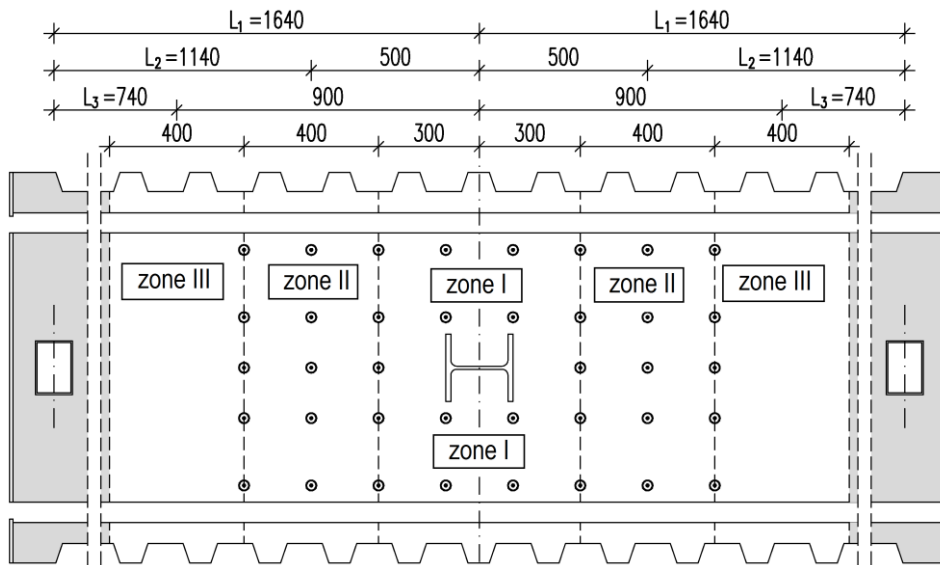 L₁ =1640 L₁ =1640
L₂ =1140 500 500 L₂ =1140
L₃ =740 900 900 L₃ =740
400 400 300 300 400 400
zone III zone II zone I zone II zone III
zone I